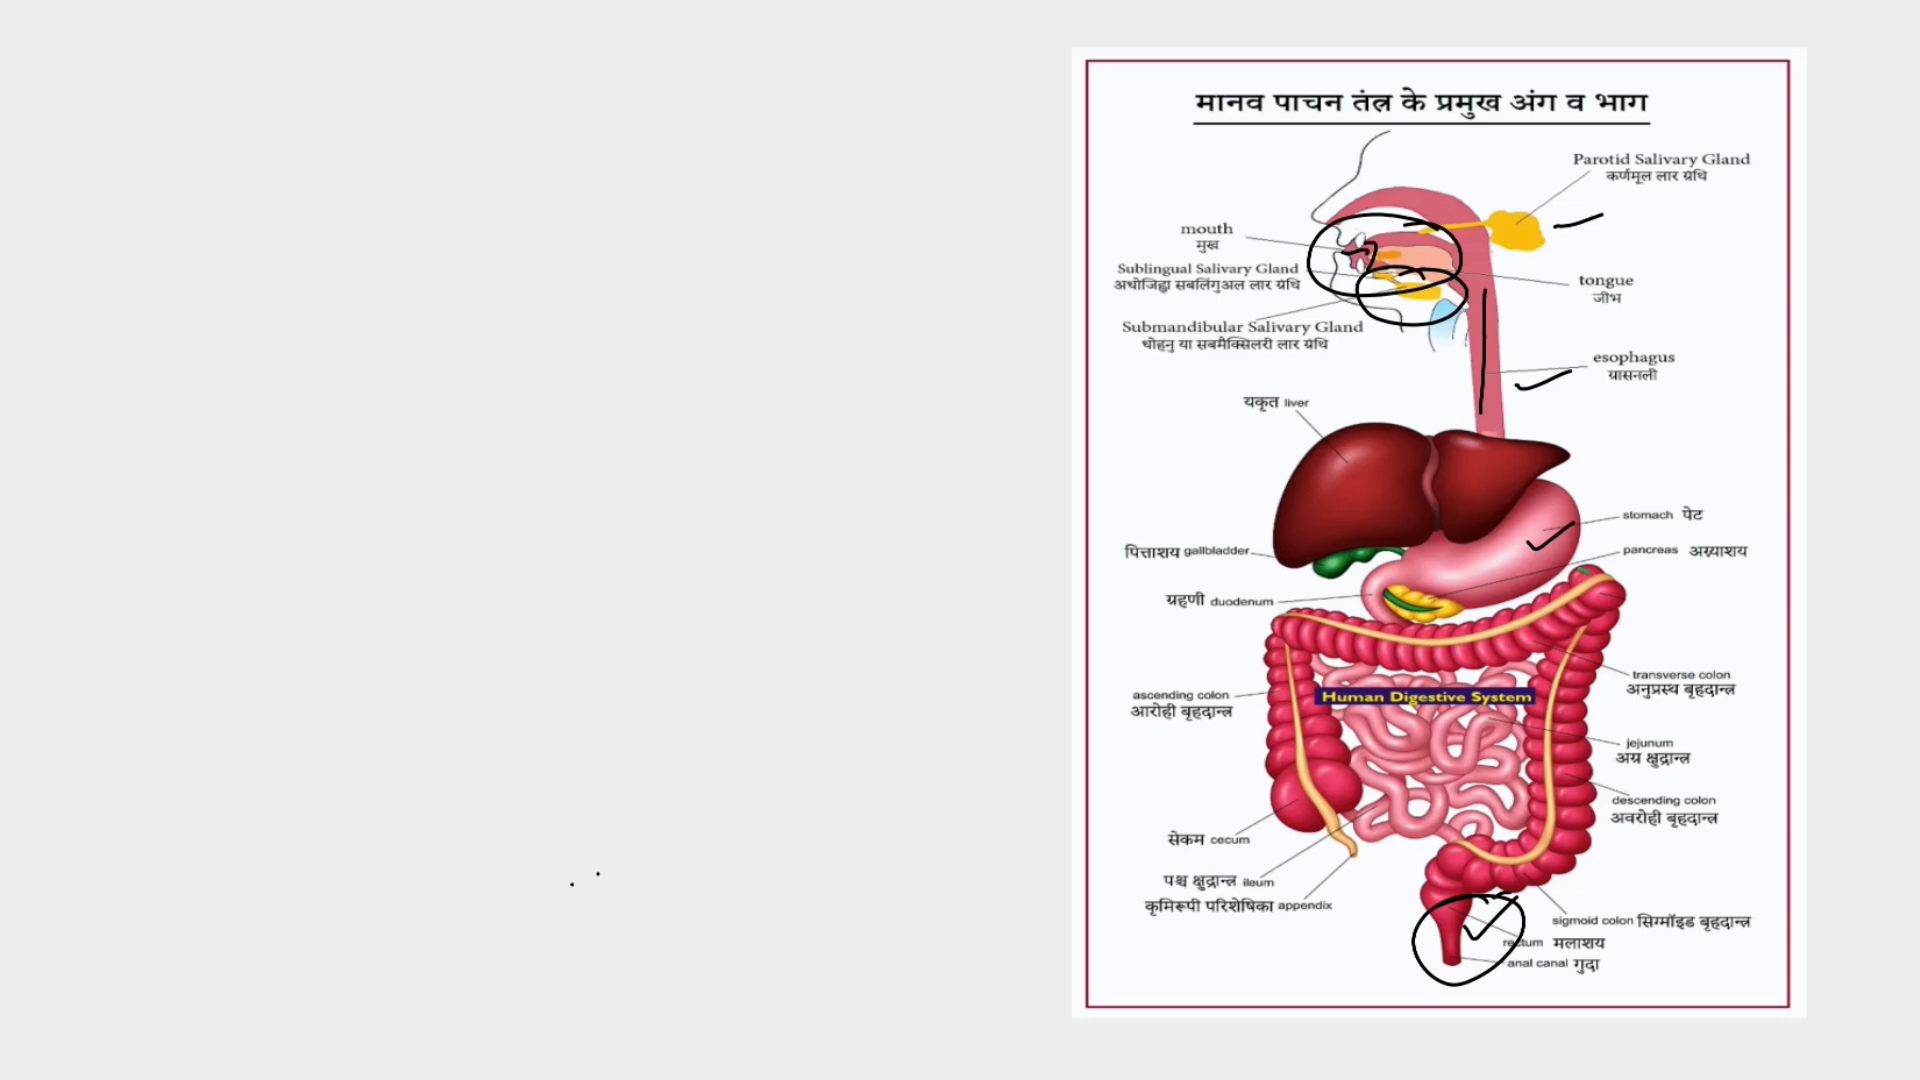 मानव पाचन तंत्र के प्रमुख अंग व भाग
Parotid Salivary Gland
कर्णमूल लार ग्रंथि
mouth
मुख
Sublingual Salivary Gland
अधोजिह्वा सबलिंगुअल लार ग्रंथि
tongue
जीभ
Submandibular Salivary Gland
धोहनु या सबमैक्सिलरी लार ग्रंथि
esophagus
ग्रासनली
यकृत liver
stomach पेट
पित्ताशय gallbladder
pancreas अग्न्याशय
ग्रहणी duodenum
transverse colon
अनुप्रस्थ बृहदान्त्र
ascending colon
आरोही बृहदान्त्र
Human Digestive System
jejunum
अग्र क्षुद्रान्त्र
descending colon
अवरोही बृहदान्त्र
सेकम cecum
पश्च क्षुद्रान्त्र ileum
कृमिरूपी परिशेषिका appendix
sigmoid colon सिग्मॉइड बृहदान्त्र
rectum मलाशय
anal canal गुदा